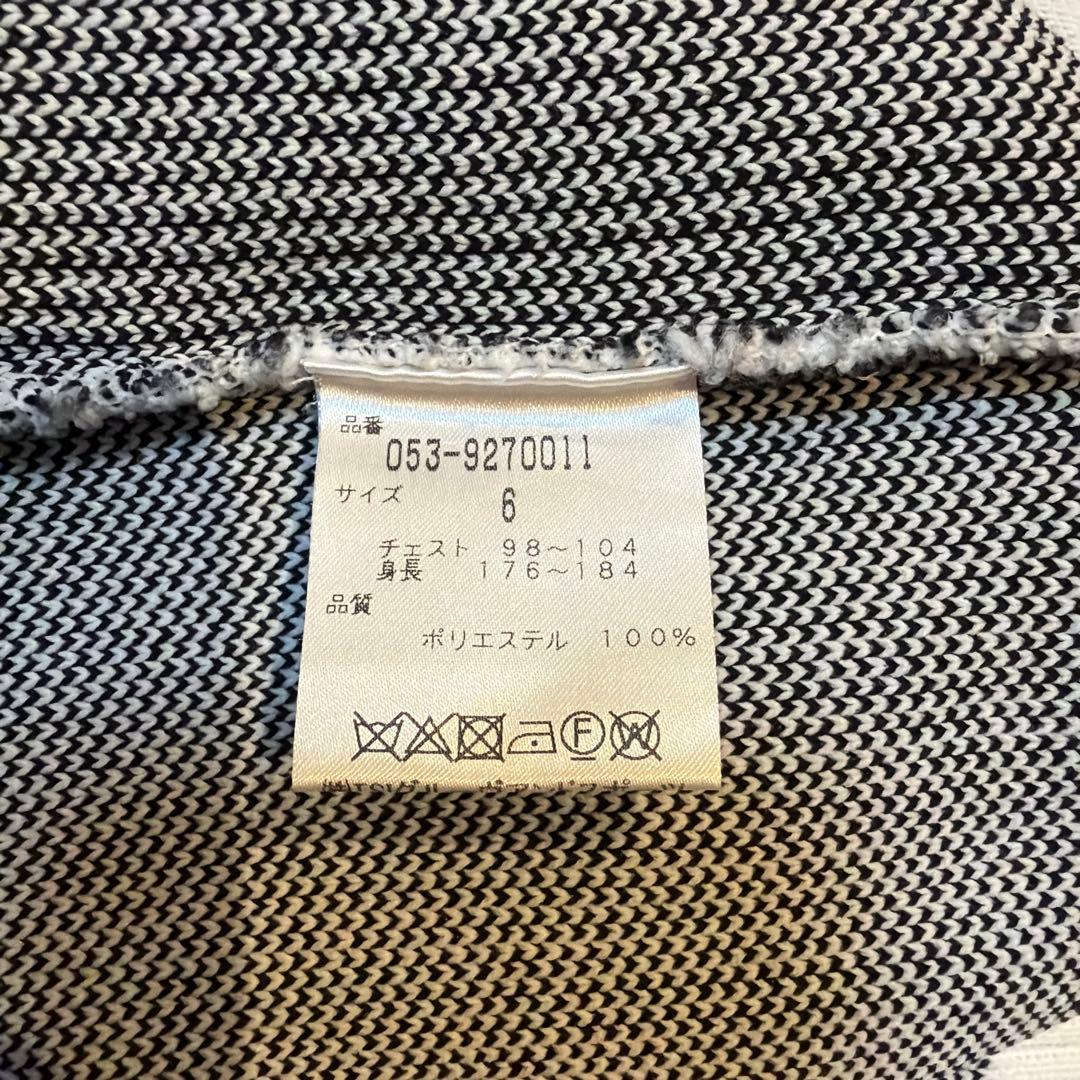 品番
053-9270011
サイズ 6
チェスト 98〜104
身長 176〜184
品質
ポリエステル 100%
F W